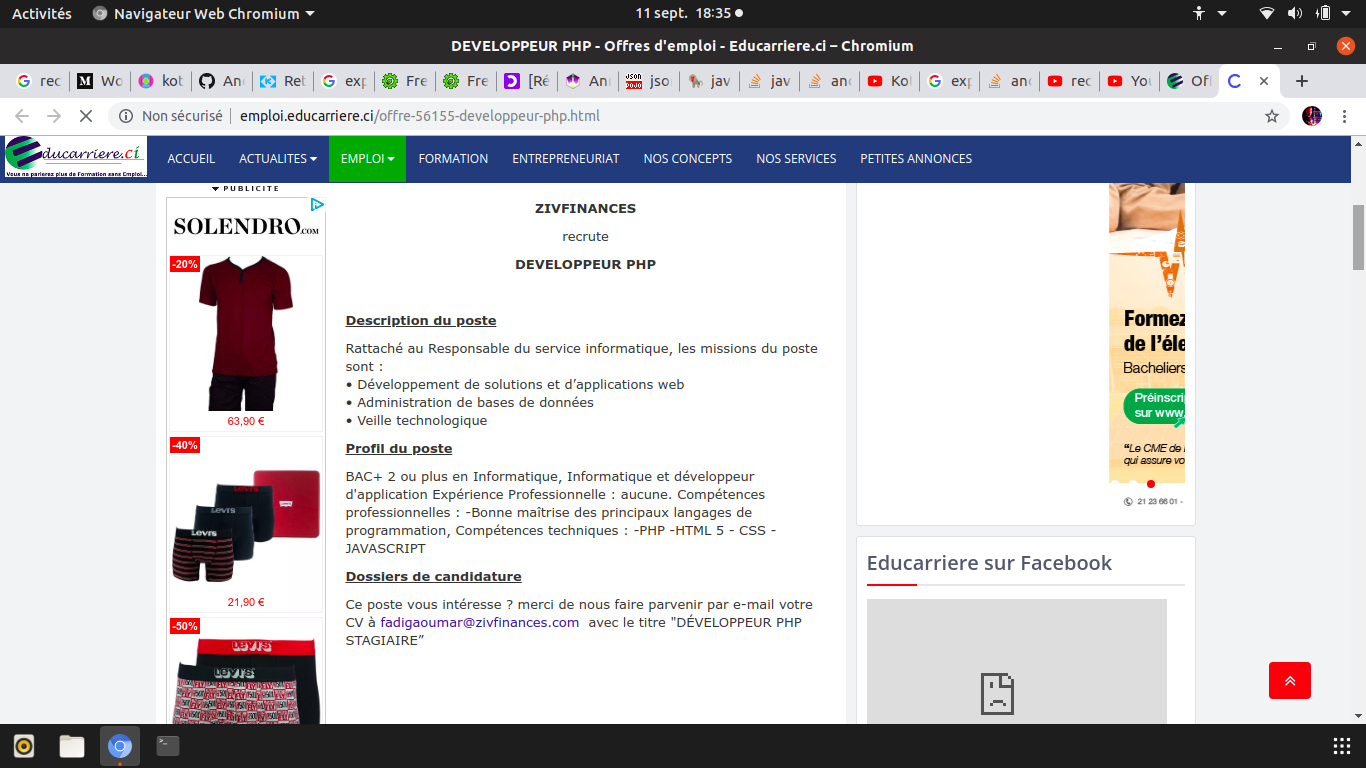 Activités
Navigateur Web Chromium
11 sept. 18:35
DEVELOPPEUR PHP - Offres d'emploi - Educarriere.ci – Chromium
rec
Wo
kot
An
Ret
exp
Fre
Fre
[Ré
Ann
jso
jav
jav
anc
Kot
exp
anc
rec
You
Off
Non sécurisé
emploi.educarriere.ci/offre-56155-developpeur-php.html
ducarriere.ci
Vous ne parlerez plus de Formation sans Emploi...
ACCUEIL
ACTUALITES
EMPLOI
FORMATION
ENTREPRENEURIAT
NOS CONCEPTS
NOS SERVICES
PETITES ANNONCES
PUBLICITE
SOLENDRO.COM
-20%
63,90 €
-40%
Levi's
21,90 €
-50%
Levi's
ZIVFINANCES
recrute
DEVELOPPEUR PHP
Description du poste
Rattaché au Responsable du service informatique, les missions du poste
sont :
• Développement de solutions et d’applications web
• Administration de bases de données
• Veille technologique
Profil du poste
BAC+ 2 ou plus en Informatique, Informatique et développeur
d'application Expérience Professionnelle : aucune. Compétences
professionnelles : -Bonne maîtrise des principaux langages de
programmation, Compétences techniques : -PHP -HTML 5 - CSS -
JAVASCRIPT
Dossiers de candidature
Ce poste vous intéresse ? merci de nous faire parvenir par e-mail votre
CV à fadigaoumar@zivfinances.com avec le titre "DÉVELOPPEUR PHP
STAGIAIRE”
Formez
de l’éle
Bacheliers
Préinscrip
sur www.
“Le CME de
qui assure vo
21 23 66 01 -
Educarriere sur Facebook